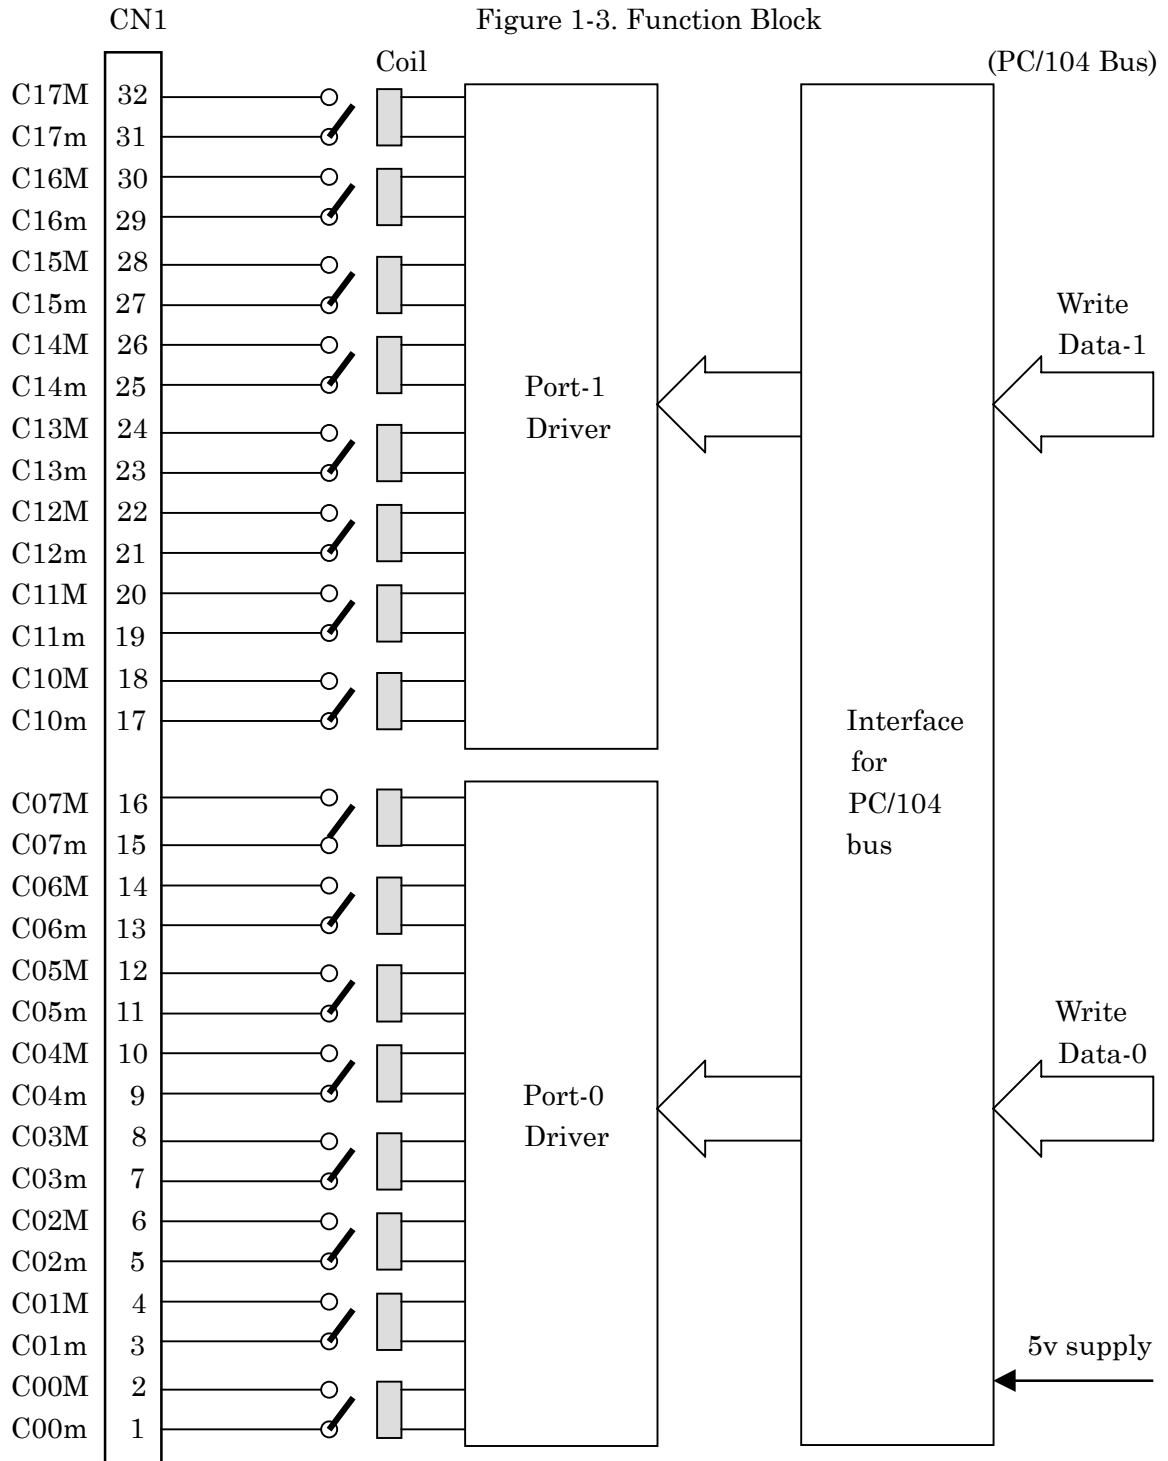 CN1
Figure 1-3. Function Block
Coil
(PC/104 Bus)
C17M 32
C17m 31
C16M 30
C16m 29
C15M 28
C15m 27
C14M 26
C14m 25
C13M 24
C13m 23
C12M 22
C12m 21
C11M 20
C11m 19
C10M 18
C10m 17
C07M 16
C07m 15
C06M 14
C06m 13
C05M 12
C05m 11
C04M 10
C04m 9
C03M 8
C03m 7
C02M 6
C02m 5
C01M 4
C01m 3
C00M 2
C00m 1
Port-1
Driver
Port-0
Driver
Interface
for
PC/104
bus
Write
Data-1
Write
Data-0
5v supply